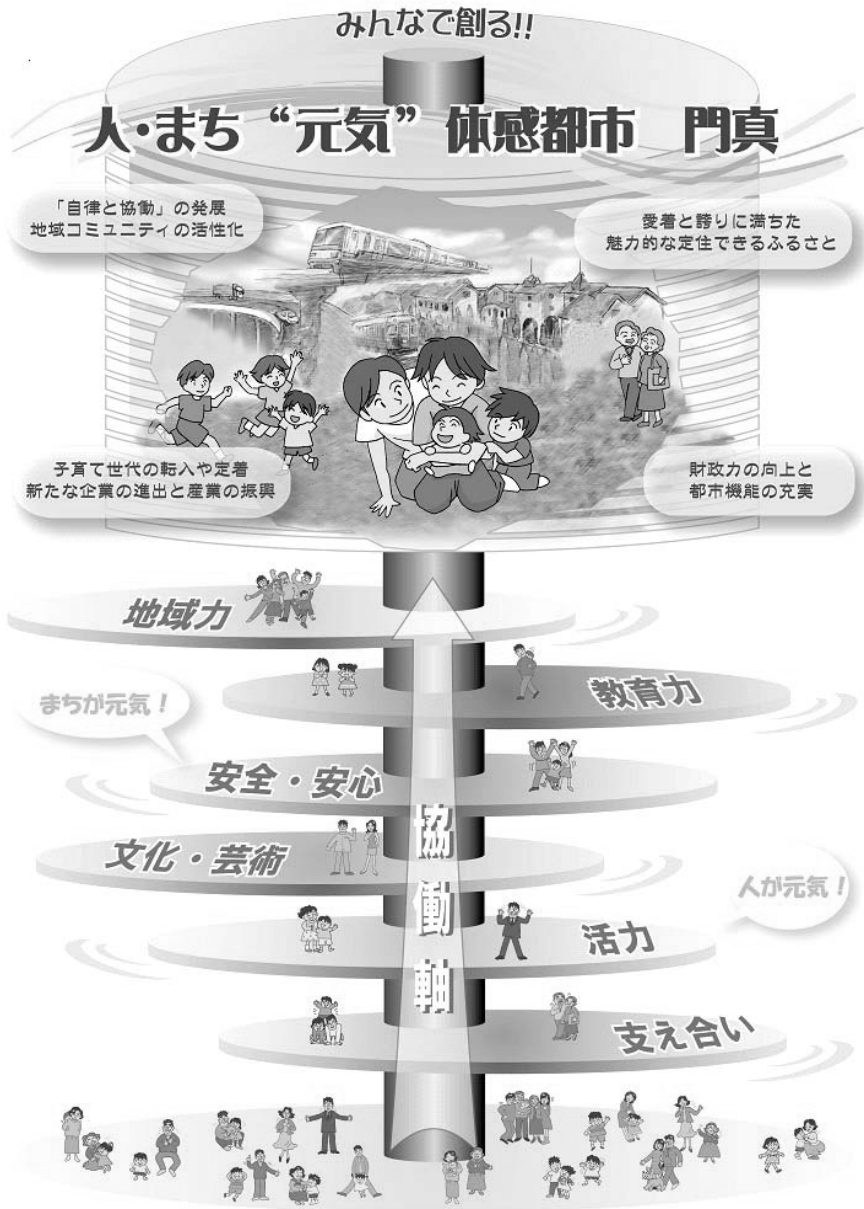 みんなで創る!!
人・まち“元気”体感都市　門真
「自律と協働」の発展
地域コミュニティの活性化
愛着と誇りに満ちた
魅力的な定住できるふるさと
子育て世代の転入や定着
新たな企業の進出と産業の振興
財政力の向上と
都市機能の充実
地域力
教育力
まちが元気！
安全・安心
文化・芸術
人が元気！
活力
支え合い
協働軸